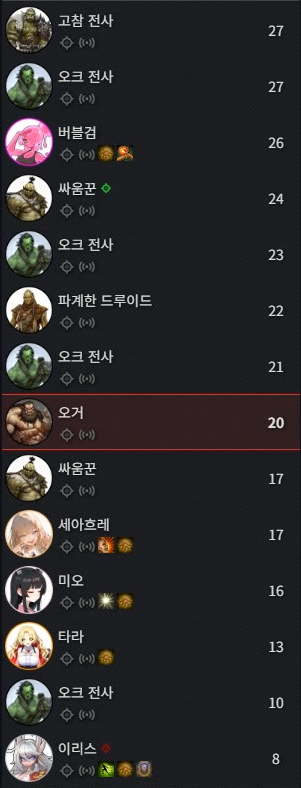 고참 전사 27
오크 전사 27
버블검 26
싸움꾼 24
오크 전사 23
파계한 드루이드 22
오크 전사 21
오거 20
싸움꾼 17
세아흐레 17
미오 16
타라 13
오크 전사 10
이리스 8